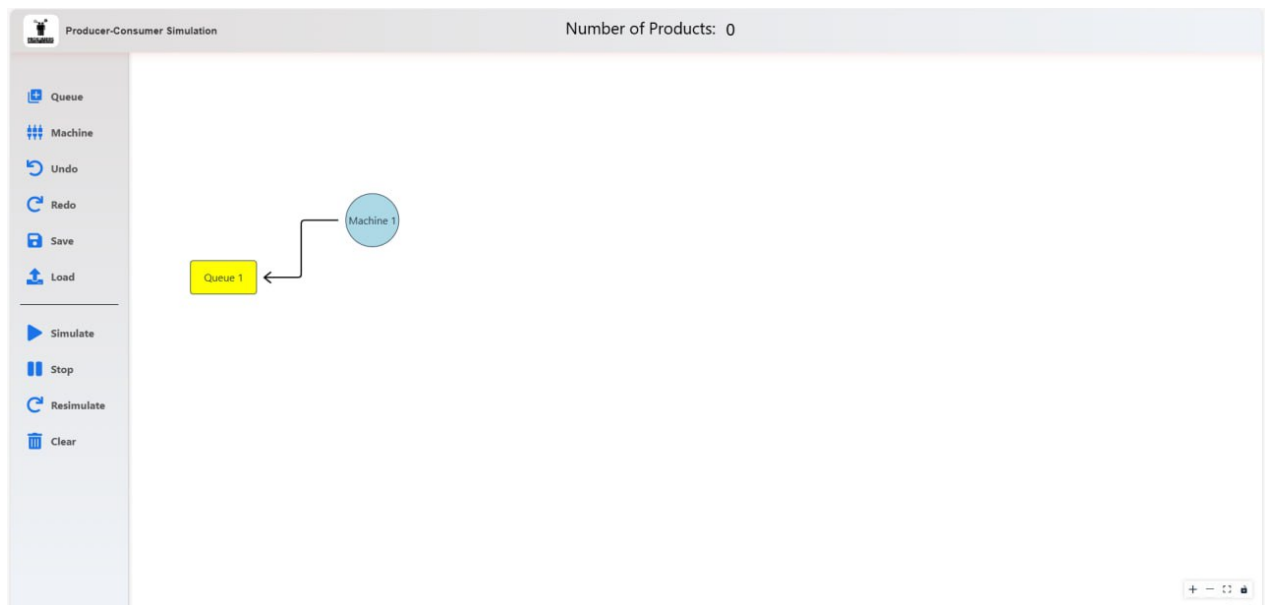 Producer-Consumer Simulation
Number of Products: 0
Queue
Machine
Undo
Redo
Save
Load
Simulate
Stop
Resimulate
Clear
Machine 1
Queue 1